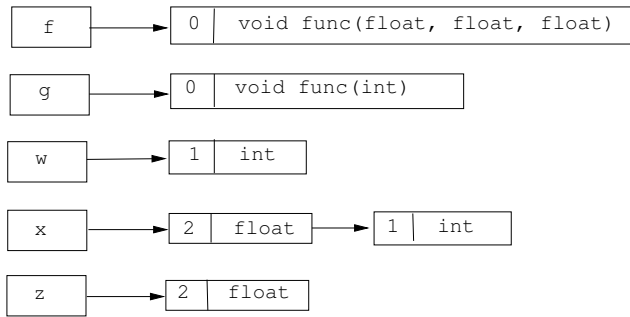 f 0 void func(float, float, float)
g 0 void func(int)
w 1 int
x 2 float 1 int
z 2 float